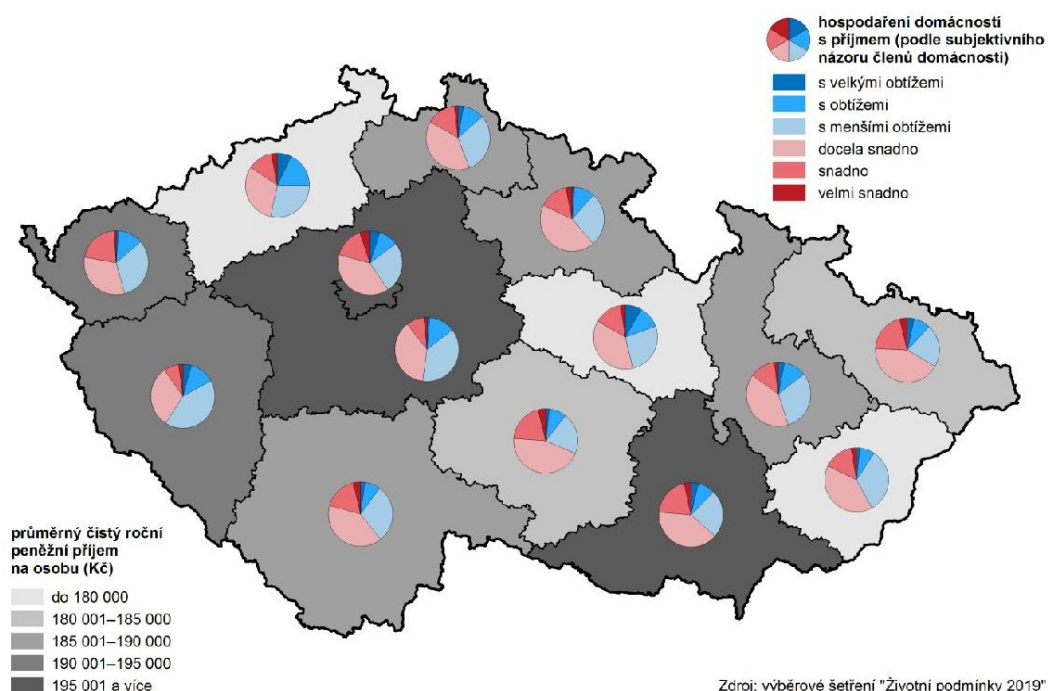 hospodaření domácností
s příjmem (podle subjektivního
názoru členů domácnosti)
s velkými obtížemi
s obtížemi
s menšími obtížemi
docela snadno
snadno
velmi snadno
průměrný čistý roční
peněžní příjem
na osobu (Kč)
do 180 000
180 001–185 000
185 001–190 000
190 001–195 000
195 001 a více
Zdroj: výběrové šetření "Životní podmínky 2019"